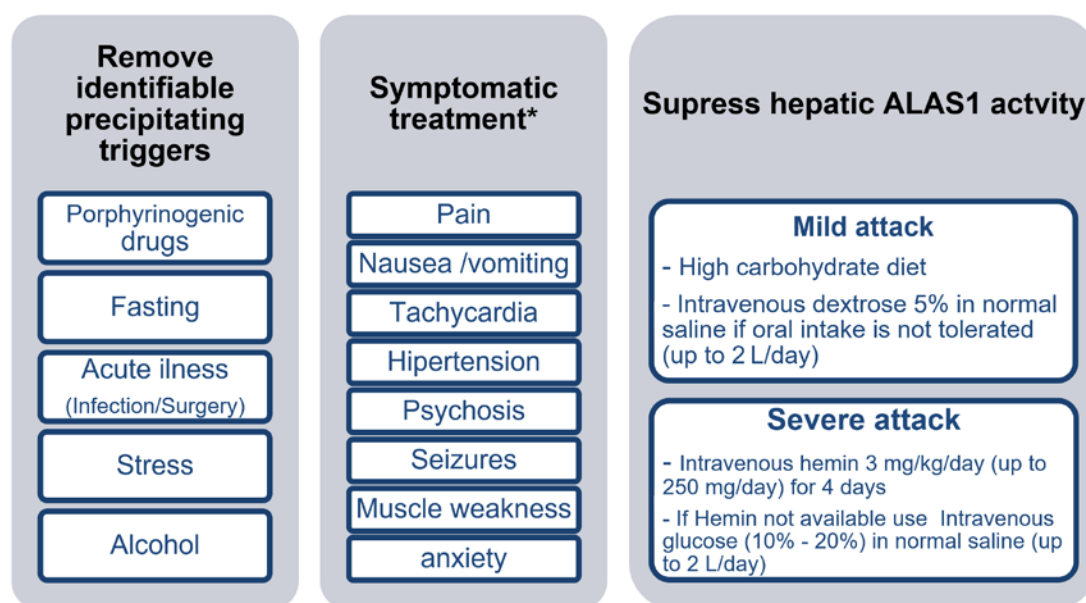 Remove
identifiable
precipitating
triggers
Porphyrinogenic
drugs
Fasting
Acute ilness
(Infection/Surgery)
Stress
Alcohol
Symptomatic
treatment*
Pain
Nausea /vomiting
Tachycardia
Hipertension
Psychosis
Seizures
Muscle weakness
anxiety
Supress hepatic ALAS1 actvity
Mild attack
- High carbohydrate diet
- Intravenous dextrose 5% in normal
saline if oral intake is not tolerated
(up to 2 L/day)
Severe attack
- Intravenous hemin 3 mg/kg/day (up to
250 mg/day) for 4 days
- If Hemin not available use Intravenous
glucose (10% - 20%) in normal saline (up
to 2 L/day)